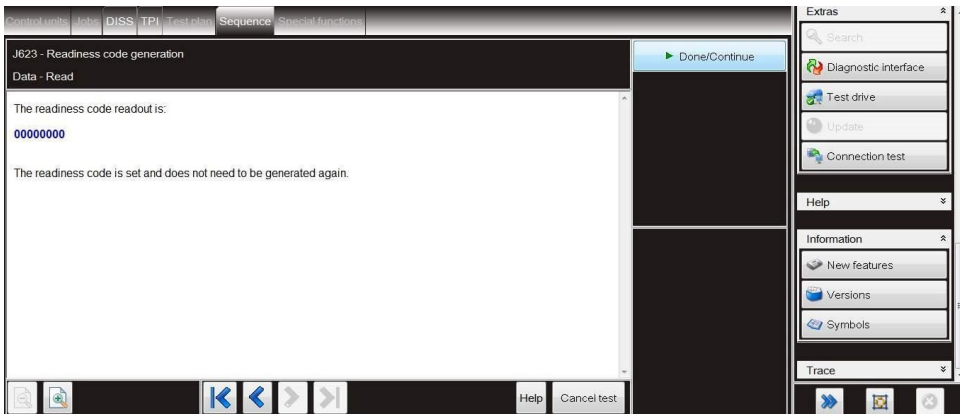 Control units Jobs DISS TPI Test plan Sequence Special functions
J623 - Readiness code generation
Data - Read
The readiness code readout is:
00000000
The readiness code is set and does not need to be generated again.
Help
Cancel test
Done/Continue
Extras
Search
Diagnostic interface
Test drive
Update
Connection test
Help
Information
New features
Versions
Symbols
Trace